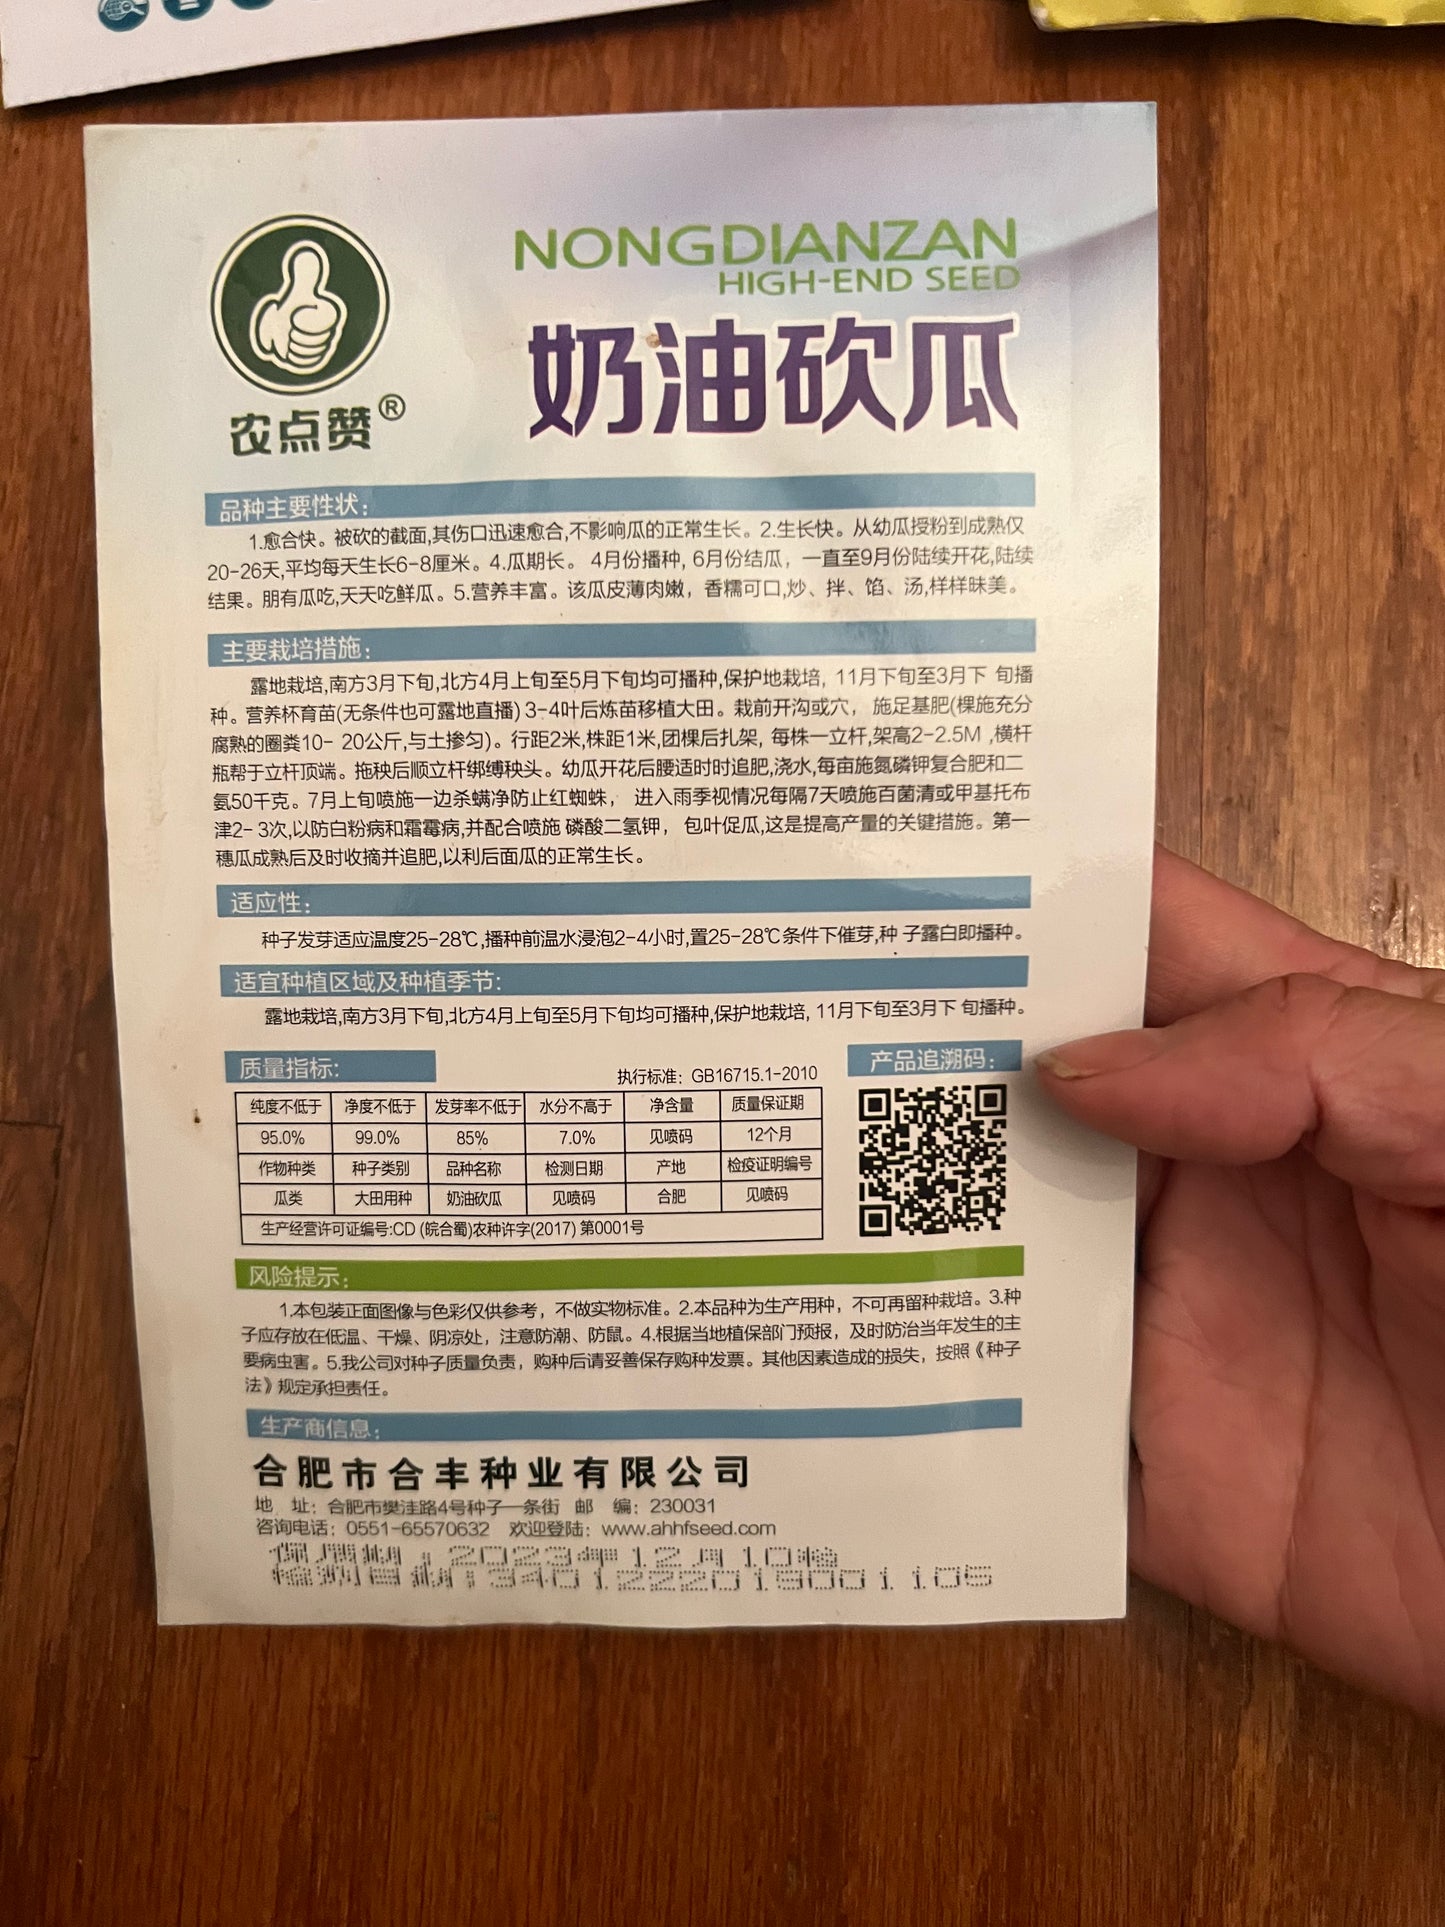 NONGDIANZAN
HIGH-END SEED
农点赞®
奶油砍瓜
品种主要性状：
1.愈合快。被砍的截面,其伤口迅速愈合,不影响瓜的正常生长。2.生长快。从幼瓜授粉到成熟仅
20-26天,平均每天生长6-8厘米。4.瓜期长。 4月份播种, 6月份结瓜，一直至9月份陆续开花,陆续
结果。朋有瓜吃,天天吃鲜瓜。5.营养丰富。该瓜皮薄肉嫩，香糯可口,炒、拌、馅、汤,样样昧美。
主要栽培措施：
露地栽培,南方3月下旬,北方4月上旬至5月下旬均可播种,保护地栽培, 11月下旬至3月下 旬播
种。营养杯育苗(无条件也可露地直播) 3-4叶后炼苗移植大田。栽前开沟或穴， 施足基肥(棵施充分
腐熟的圈粪10- 20公斤,与土掺匀)。行距2米,株距1米,团棵后扎架, 每株一立杆,架高2-2.5M ,横杆
瓶帮于立杆顶端。拖秧后顺立杆绑缚秧头。幼瓜开花后腰适时时追肥,浇水,每亩施氮磷钾复合肥和二
氨50千克。7月上旬喷施一边杀螨净防止红蜘蛛， 进入雨季视情况每隔7天喷施百菌清或甲基托布
津2- 3次,以防白粉病和霜霉病,并配合喷施 磷酸二氢钾， 包叶促瓜,这是提高产量的关键措施。第一
穗瓜成熟后及时收摘并追肥,以利后面瓜的正常生长。
适应性：
种子发芽适应温度25-28℃,播种前温水浸泡2-4小时,置25-28℃条件下催芽,种 子露白即播种。
适宜种植区域及种植季节：
露地栽培,南方3月下旬,北方4月上旬至5月下旬均可播种,保护地栽培, 11月下旬至3月下 旬播种。
质量指标：
执行标准：GB16715.1-2010
产品追溯码：
纯度不低于 净度不低于 发芽率不低于 水分不高于 净含量 质量保证期
95.0% 99.0% 85% 7.0% 见喷码 12个月
作物种类 种子类别 品种名称 检测日期 产地 检疫证明编号
瓜类 大田用种 奶油砍瓜 见喷码 合肥 见喷码
生产经营许可证编号:CD (皖合蜀)农种许字(2017) 第0001号
风险提示：
1.本包装正面图像与色彩仅供参考，不做实物标准。2.本品种为生产用种，不可再留种栽培。3.种
子应存放在低温、干燥、阴凉处，注意防潮、防鼠。4.根据当地植保部门预报，及时防治当年发生的主
要病虫害。5.我公司对种子质量负责，购种后请妥善保存购种发票。其他因素造成的损失，按照《种子
法》规定承担责任。
生产商信息：
合肥市合丰种业有限公司
地 址：合肥市樊洼路4号种子一条街 邮 编：230031
咨询电话：0551-65570632 欢迎登陆：www.ahhfseed.com
2023年12月10